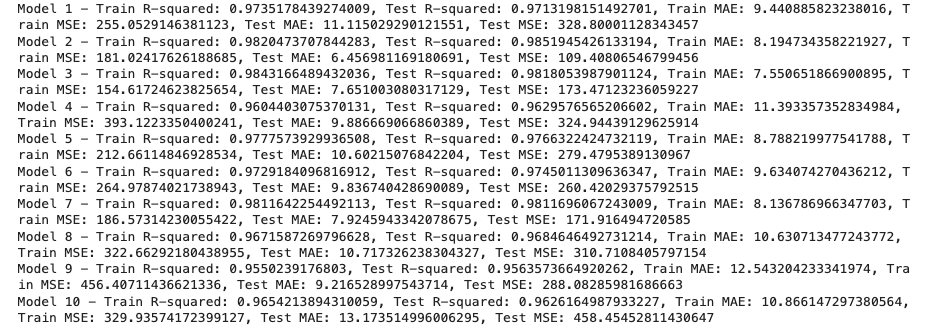 Model 1 – Train R-squared: 0.9735178439274009, Test R-squared: 0.9713198151492701, Train MAE: 9.440885823238016, T
rain MSE: 255.0529146381123, Test MAE: 11.115029290121551, Test MSE: 328.80001128343457
Model 2 – Train R-squared: 0.9820473707844283, Test R-squared: 0.9851945426133194, Train MAE: 8.194734358221927, T
rain MSE: 181.02417626188685, Test MAE: 6.456981169180691, Test MSE: 109.40806546799456
Model 3 – Train R-squared: 0.9843166489432036, Test R-squared: 0.9818053987901124, Train MAE: 7.550651866900895, T
rain MSE: 154.61724623825654, Test MAE: 7.651003080317129, Test MSE: 173.47123236059227
Model 4 – Train R-squared: 0.9604403075370131, Test R-squared: 0.9629576565206602, Train MAE: 11.393357352834984,
Train MSE: 393.1223350400241, Test MAE: 9.886669066860389, Test MSE: 324.94439129625914
Model 5 – Train R-squared: 0.9777573929936508, Test R-squared: 0.9766322424732119, Train MAE: 8.788219977541788, T
rain MSE: 212.66114846928534, Test MAE: 10.60215076842204, Test MSE: 279.4795389130967
Model 6 – Train R-squared: 0.9729184096816912, Test R-squared: 0.9745011309636347, Train MAE: 9.634074270436212, T
rain MSE: 264.97874021738943, Test MAE: 9.836740428690089, Test MSE: 260.42029375792515
Model 7 – Train R-squared: 0.9811642254492113, Test R-squared: 0.9811696067243009, Train MAE: 8.136786966347703, T
rain MSE: 186.57314230055422, Test MAE: 7.9245943342078675, Test MSE: 171.916494720585
Model 8 – Train R-squared: 0.9671587269796628, Test R-squared: 0.9684646492731214, Train MAE: 10.630713477243772,
Train MSE: 322.66292180438955, Test MAE: 10.717326238304327, Test MSE: 310.7108405797154
Model 9 – Train R-squared: 0.9550239176803, Test R-squared: 0.9563573664920262, Train MAE: 12.543204233341974, Tra
in MSE: 456.40711436621336, Test MAE: 9.216528997543714, Test MSE: 288.08285981686663
Model 10 – Train R-squared: 0.9654213894310059, Test R-squared: 0.9626164987933227, Train MAE: 10.866147297380564,
Train MSE: 329.93574172399127, Test MAE: 13.173514996006295, Test MSE: 458.45452811430647